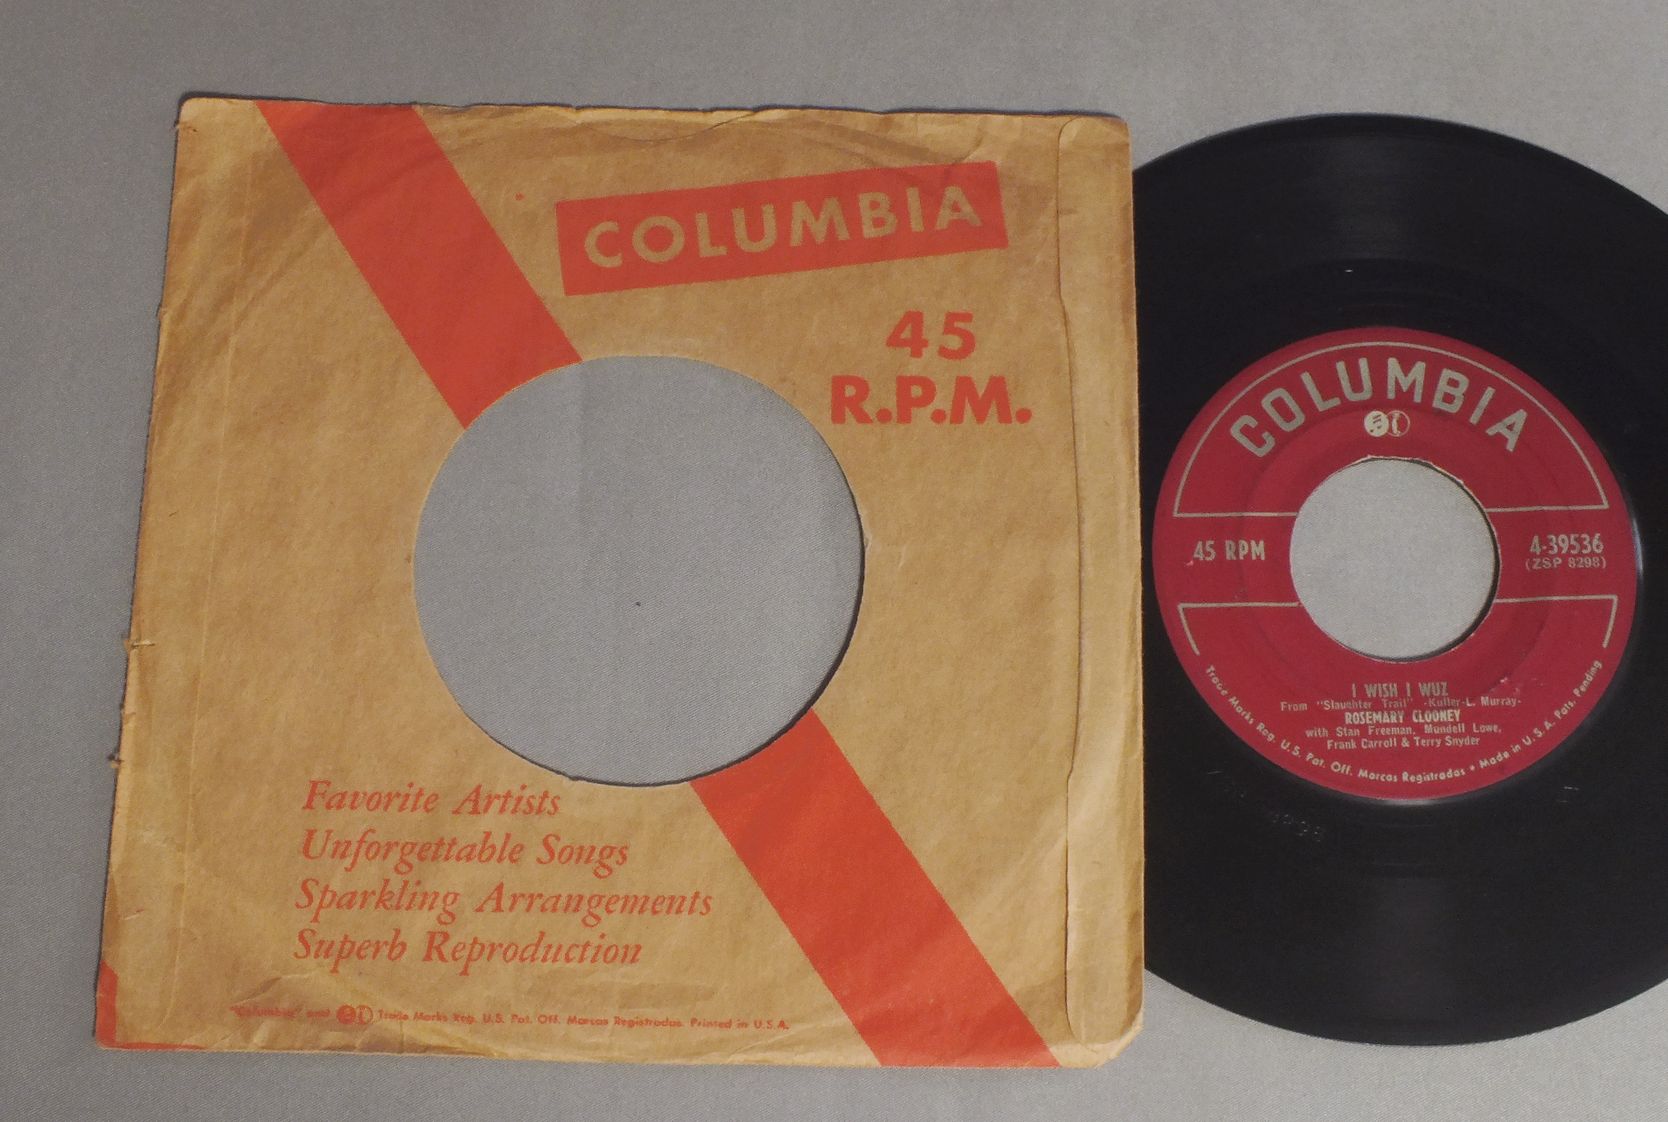 COLUMBIA
45
R.P.M.
Favorite Artists
Unforgettable Songs
Sparkling Arrangements
Superb Reproduction
"Columbia" and Trade Marks Reg. U.S. Pat. Off. Marcas Registradas. Printed in U.S.A.
COLUMBIA
45 RPM
4-39536
(ZSP 8298)
I WISH I WUZ
From "Slaughter Trail" -Kuller-L. Murray-
ROSEMARY CLOONEY
with Stan Freeman, Mundell Lowe,
Frank Carroll & Terry Snyder
Trade Marks Reg. U.S. Pat. Off. Marcas Registradas • Made in U.S.A. Pats. Pending